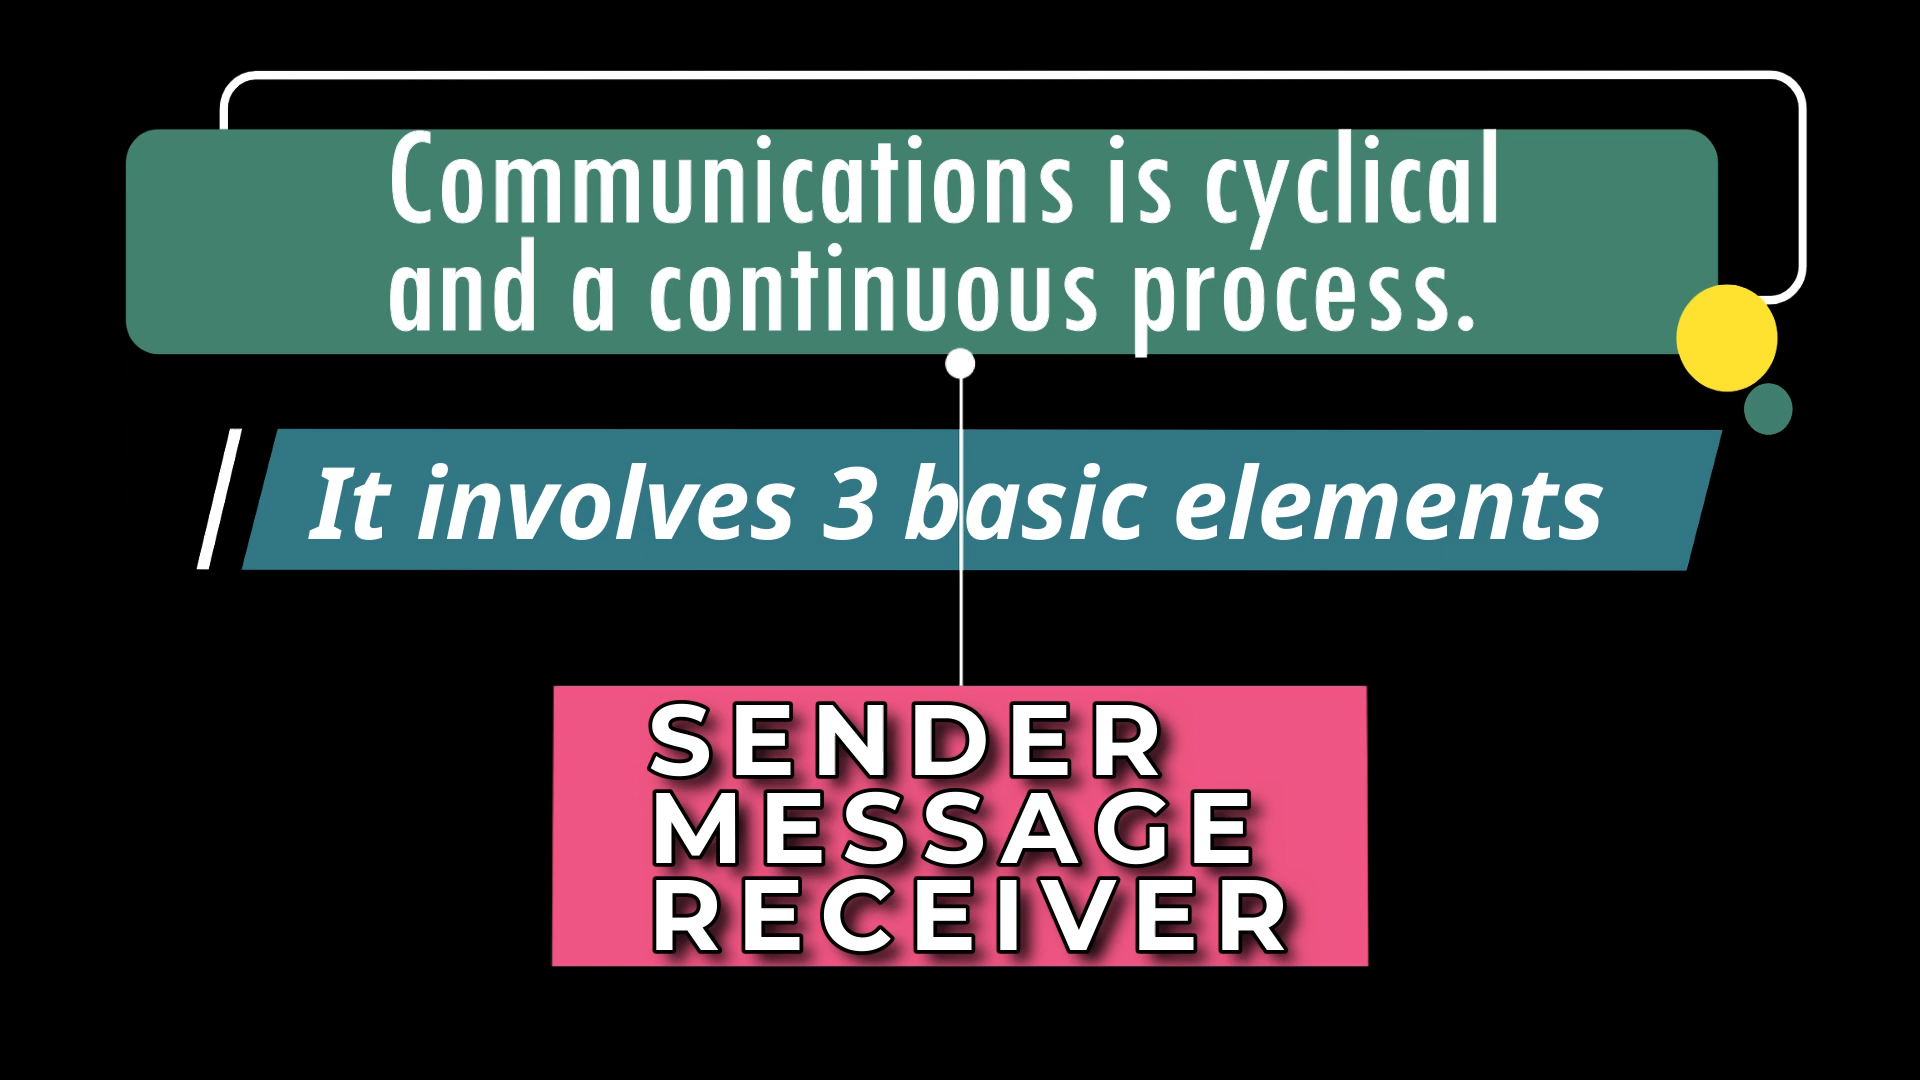 Communications is cyclical
and a continuous process.
It involves 3 basic elements
SENDER
MESSAGE
RECEIVER